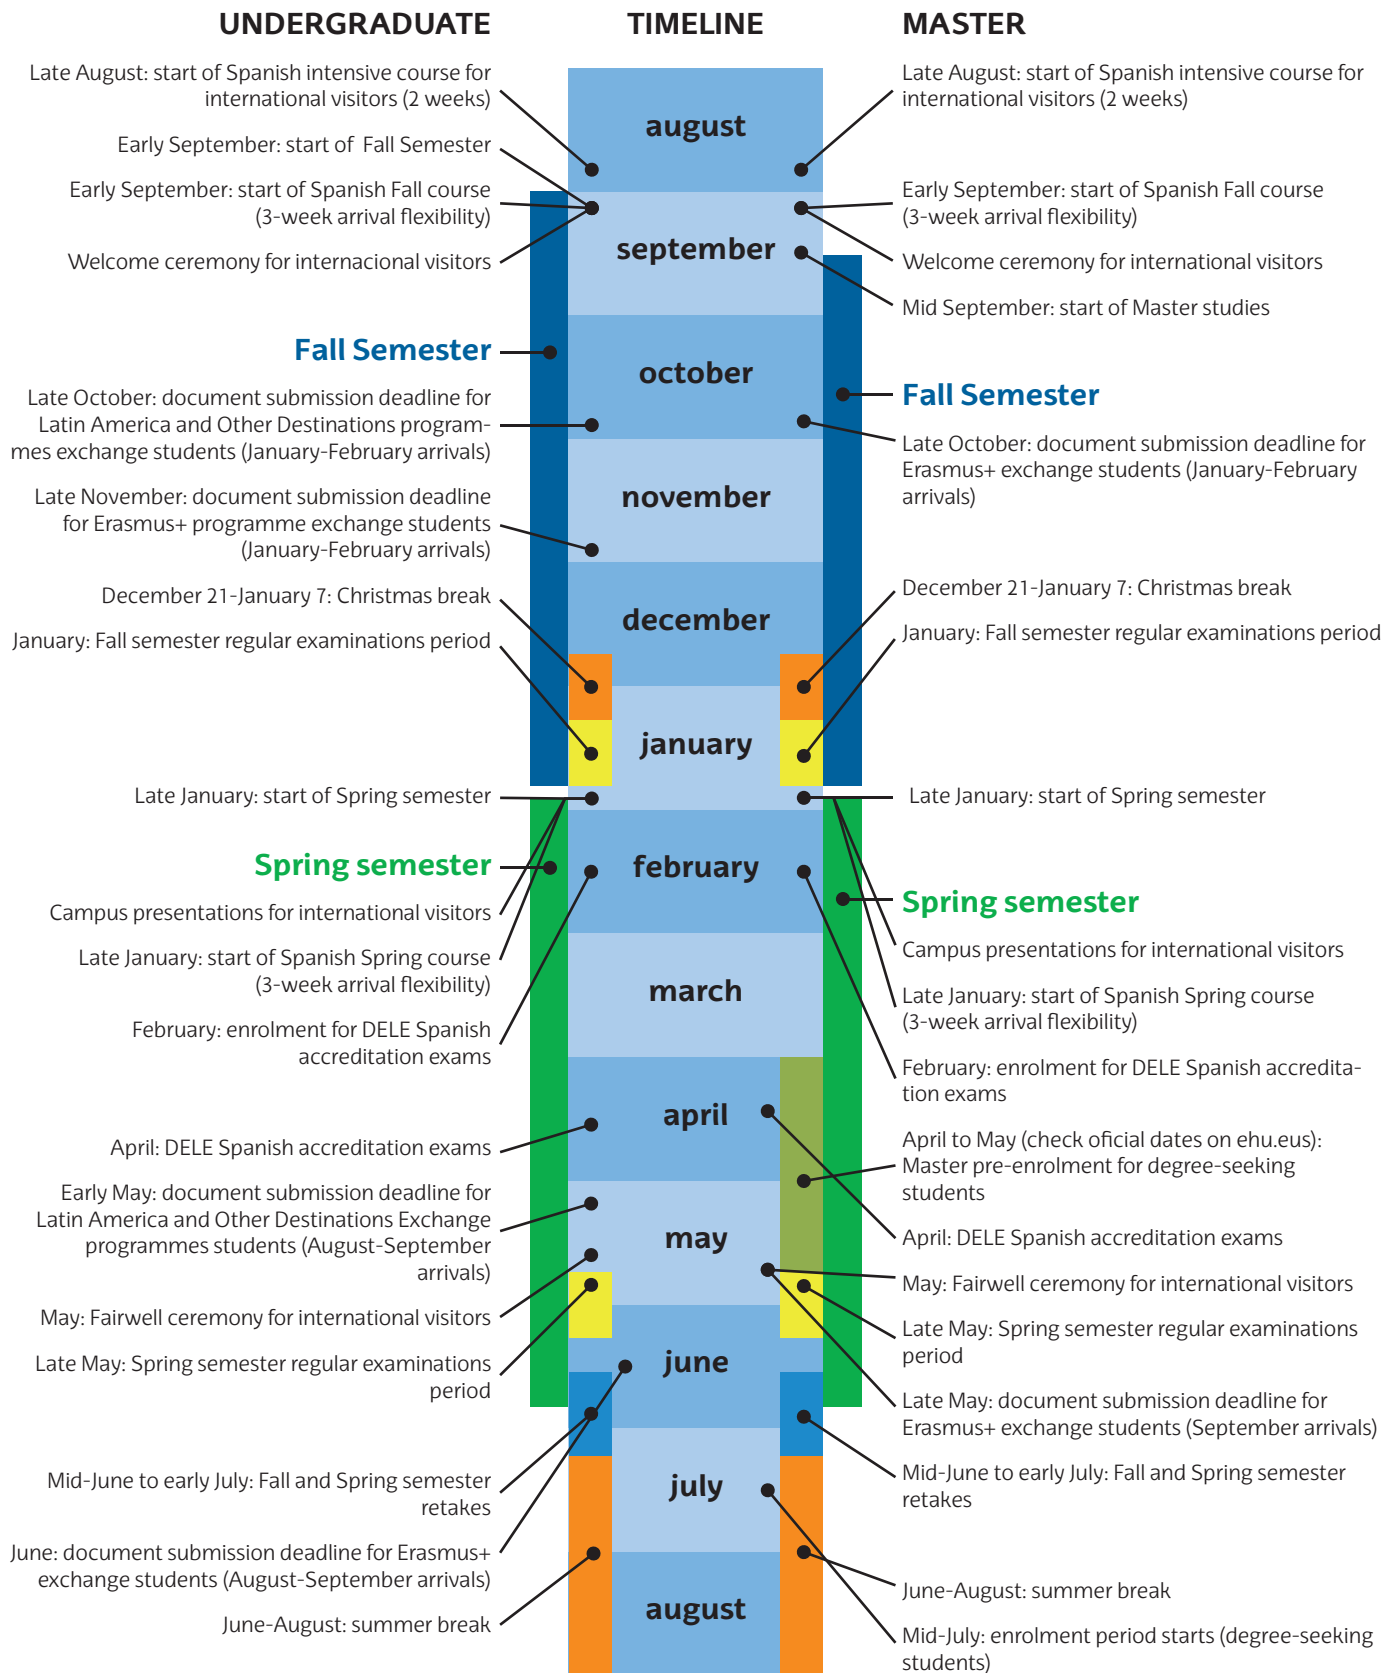 UNDERGRADUATE
Late August: start of Spanish intensive course for
international visitors (2 weeks)
Early September: start of Fall Semester
Early September: start of Spanish Fall course
(3-week arrival flexibility)
Welcome ceremony for internacional visitors
Fall Semester
Late October: document submission deadline for
Latin America and Other Destinations program-
mes exchange students (January-February arrivals)
Late November: document submission deadline
for Erasmus+ programme exchange students
(January-February arrivals)
December 21-January 7: Christmas break
January: Fall semester regular examinations period
Late January: start of Spring semester
Spring semester
Campus presentations for international visitors
Late January: start of Spanish Spring course
(3-week arrival flexibility)
February: enrolment for DELE Spanish
accreditation exams
April: DELE Spanish accreditation exams
Early May: document submission deadline for
Latin America and Other Destinations Exchange
programmes students (August-September
arrivals)
May: Fairwell ceremony for international visitors
Late May: Spring semester regular examinations
period
Mid-June to early July: Fall and Spring semester
retakes
June: document submission deadline for Erasmus+
exchange students (August-September arrivals)
June-August: summer break
TIMELINE
august
september
october
november
december
january
february
march
april
may
june
july
august
MASTER
Late August: start of Spanish intensive course for
international visitors (2 weeks)
Early September: start of Spanish Fall course
(3-week arrival flexibility)
Welcome ceremony for international visitors
Mid September: start of Master studies
Fall Semester
Late October: document submission deadline for
Erasmus+ exchange students (January-February
arrivals)
December 21-January 7: Christmas break
January: Fall semester regular examinations period
Late January: start of Spring semester
Spring semester
Campus presentations for international visitors
Late January: start of Spanish Spring course
(3-week arrival flexibility)
February: enrolment for DELE Spanish accredita-
tion exams
April to May (check oficial dates on ehu.eus):
Master pre-enrolment for degree-seeking
students
April: DELE Spanish accreditation exams
May: Fairwell ceremony for international visitors
Late May: Spring semester regular examinations
period
Late May: document submission deadline for
Erasmus+ exchange students (September arrivals)
Mid-June to early July: Fall and Spring semester
retakes
June-August: summer break
Mid-July: enrolment period starts (degree-seeking
students)